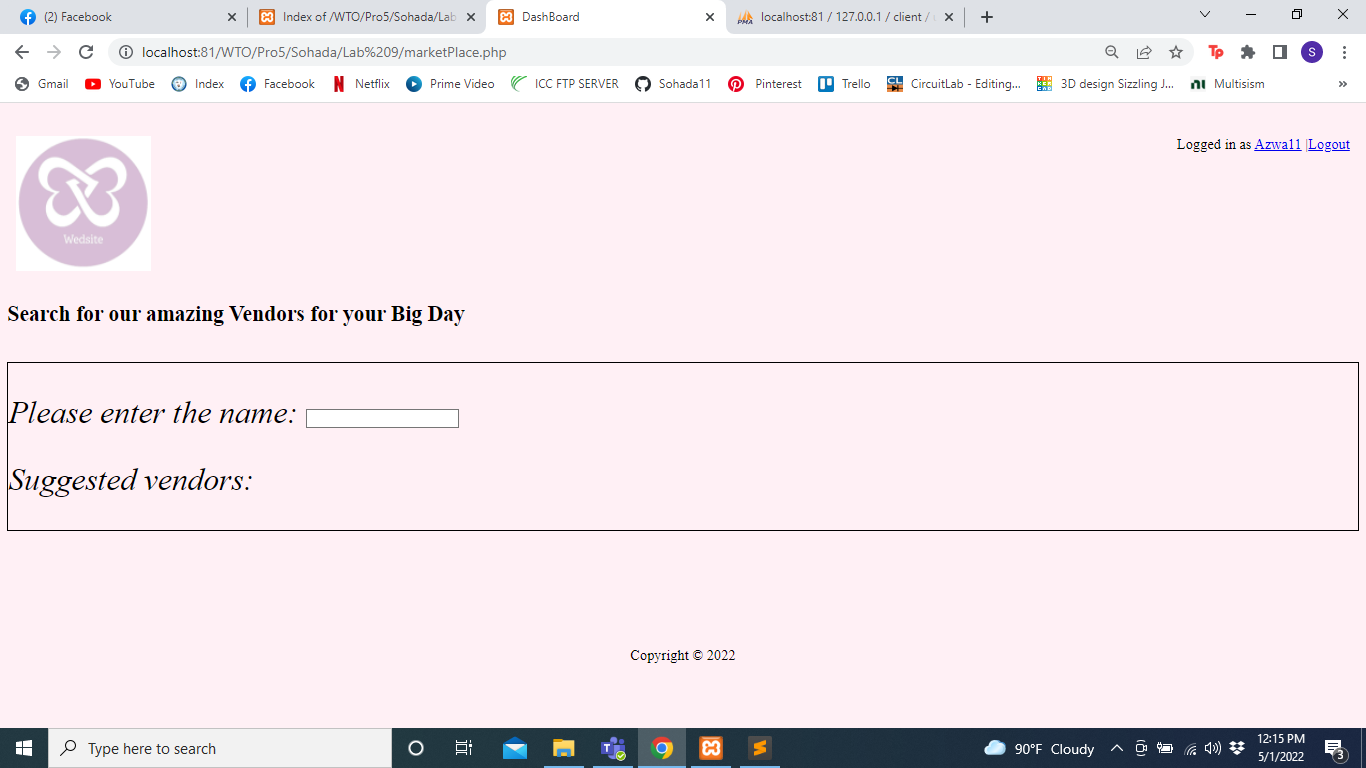 (2) Facebook
Index of /WTO/Pro5/Sohada/Lab
DashBoard
localhost:81 / 127.0.0.1 / client /
localhost:81/WTO/Pro5/Sohada/Lab%209/marketPlace.php
Tp
S
Gmail
YouTube
Index
Facebook
Netflix
Prime Video
ICC FTP SERVER
Sohada11
Pinterest
Trello
CircuitLab - Editing...
3D design Sizzling J...
Multisism
»
Wedsite
Logged in as Azwa11 |Logout
Search for our amazing Vendors for your Big Day
Please enter the name:
Suggested vendors:
Copyright © 2022
Type here to search
90°F Cloudy
12:15 PM
5/1/2022
3